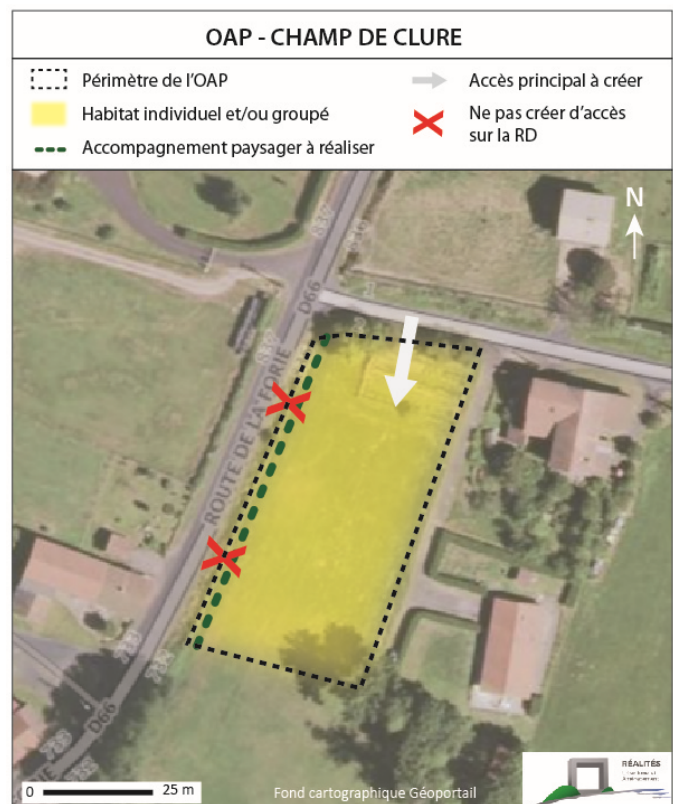 OAP - CHAMP DE CLURE
Périmètre de l'OAP
Habitat individuel et/ou groupé
Accompagnement paysager à réaliser
Accès principal à créer
Ne pas créer d'accès
sur la RD
N
D66
ROUTE DE LA FORIE
D66
0 25 m
Fond cartographique Géoportail
RÉALITÉS